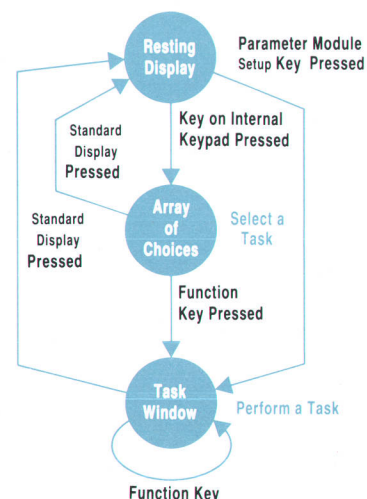 Resting
Display
Parameter Module
Setup Key Pressed
Key on Internal
Keypad Pressed
Standard
Display
Pressed
Array
of
Choices
Select a
Task
Standard
Display
Pressed
Function
Key Pressed
Task
Window
Perform a Task
Function Key